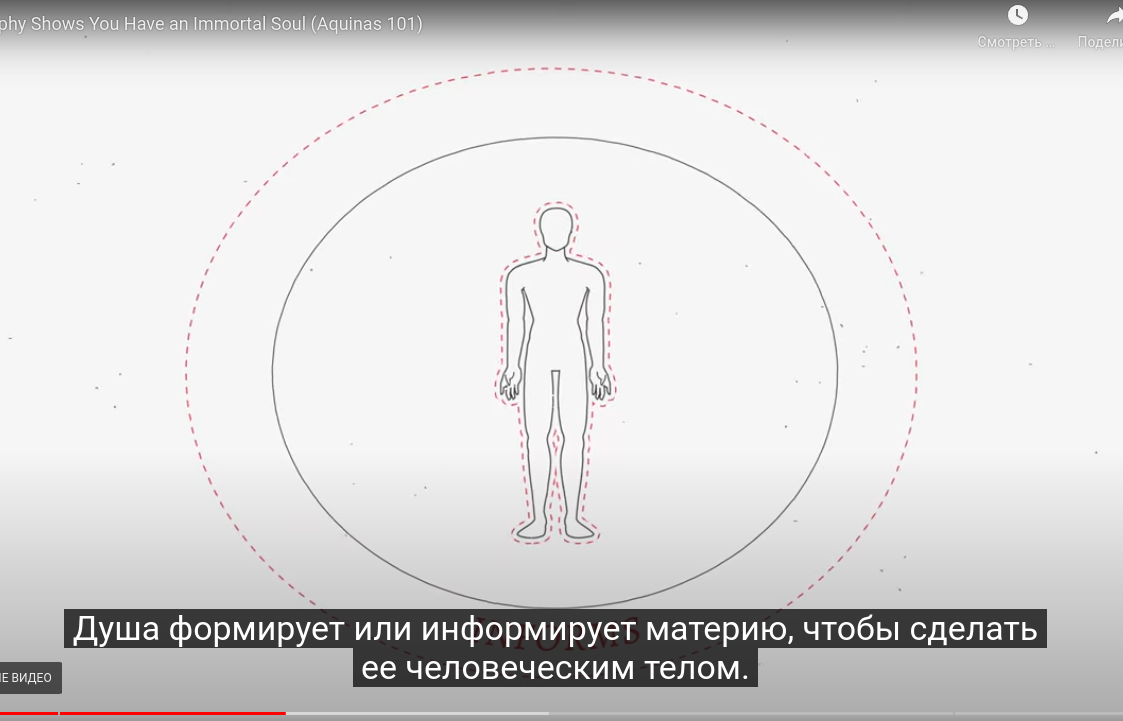 phy Shows You Have an Immortal Soul (Aquinas 101)
Смотреть ...
Подели
INFORMS
Душа формирует или информирует материю, чтобы сделать
ее человеческим телом.
Е ВИДЕО